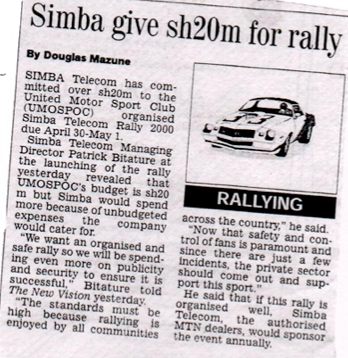 Simba give sh20m for rally
By Douglas Mazune
SIMBA Telecom has com-
mitted over sh20m to the
United Motor Sport Club
(UMOSPOC) organised
Simba Telecom Rally 2000
due April 30-May 1.
Simba Telecom Managing
Director Patrick Bitature at
the launching of the rally
yesterday revealed that
UMOSPOC's budget is sh20
m but Simba would spend
more because of unbudgeted
expenses the company
would cater for.
"We want an organised and
safe rally so we will be spend-
ing even more on publicity
and security to ensure it is
successful," Bitature told
The New Vision yesterday.
"The standards must be
high because rallying is
enjoyed by all communities
RALLYING
across the country," he said.
"Now that safety and con-
trol of fans is paramount and
since there are just a few
incidents, the private sector
should come out and sup-
port this sport."
He said that if this rally is
organised well, Simba
Telecom, the authorised
MTN dealers, would sponsor
the event annually.